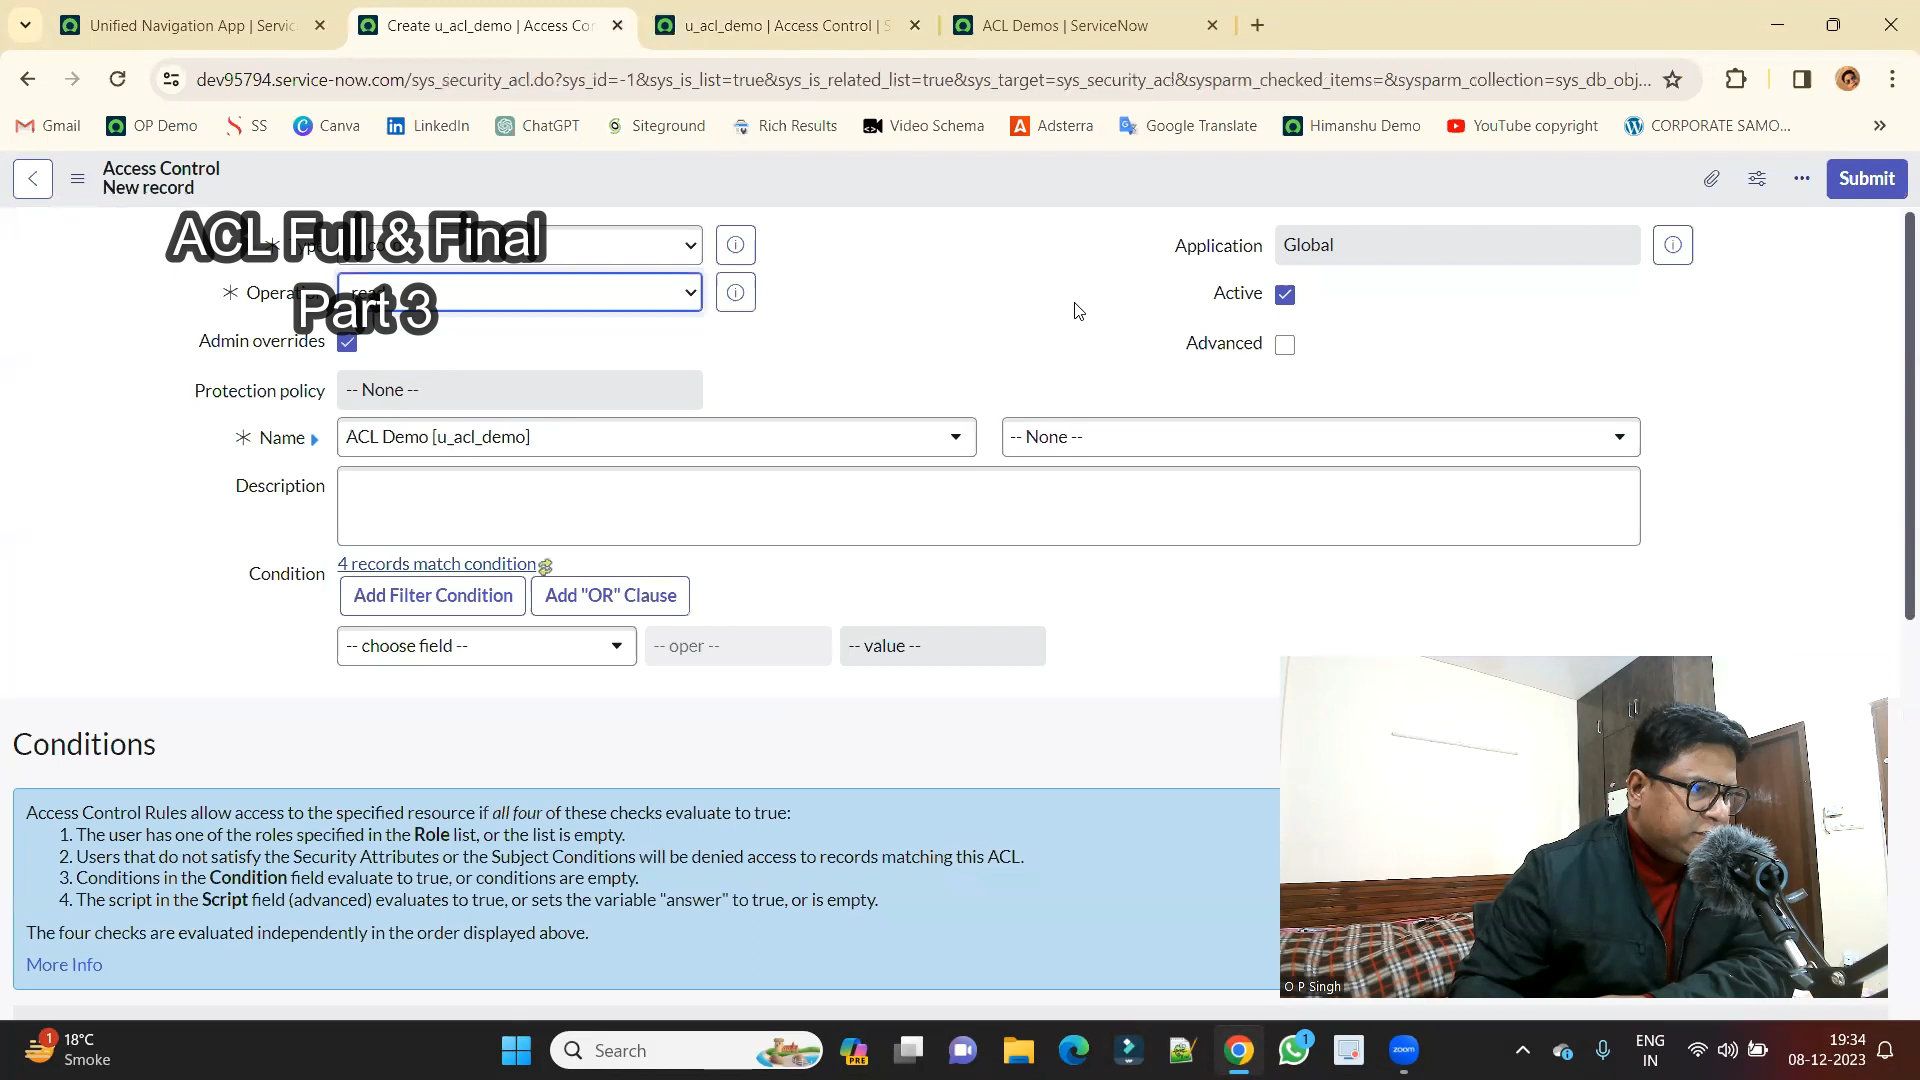 Unified Navigation App | Servic
Create u_acl_demo | Access Co
u_acl_demo | Access Control | S
ACL Demos | ServiceNow
dev95794.service-now.com/sys_security_acl.do?sys_id=-1&sys_is_list=true&sys_is_related_list=true&sys_target=sys_security_acl&sysparm_checked_items=&sysparm_collection=sys_db_obj...
Gmail
OP Demo
SS
Canva
LinkedIn
ChatGPT
Siteground
Rich Results
Video Schema
Adsterra
Google Translate
Himanshu Demo
YouTube copyright
CORPORATE SAMO...
Access Control
New record
Submit
ACL Full & Final
Part 3
Application
Global
Active
Advanced
Admin overrides
Protection policy
-- None --
Name
ACL Demo [u_acl_demo]
-- None --
Description
Condition
4 records match condition
Add Filter Condition
Add "OR" Clause
-- choose field --
-- oper --
-- value --
Conditions
Access Control Rules allow access to the specified resource if all four of these checks evaluate to true:
1. The user has one of the roles specified in the Role list, or the list is empty.
2. Users that do not satisfy the Security Attributes or the Subject Conditions will be denied access to records matching this ACL.
3. Conditions in the Condition field evaluate to true, or conditions are empty.
4. The script in the Script field (advanced) evaluates to true, or sets the variable "answer" to true, or is empty.
The four checks are evaluated independently in the order displayed above.
More Info
O P Singh
1
18°C
Smoke
Search
PRE
1
zoom
ENG
IN
19:34
08-12-2023